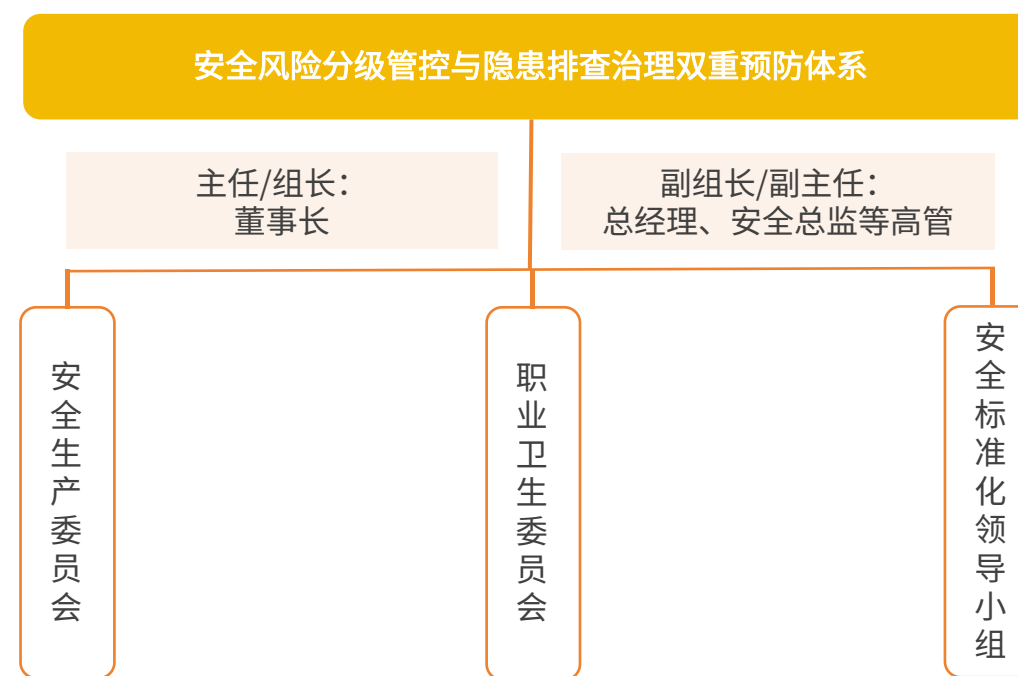 安全风险分级管控与隐患排查治理双重预防体系
主任/组长：
董事长
副组长/副主任：
总经理、安全总监等高管
安全生产委员会
职业卫生委员会
安全标准化领导小组